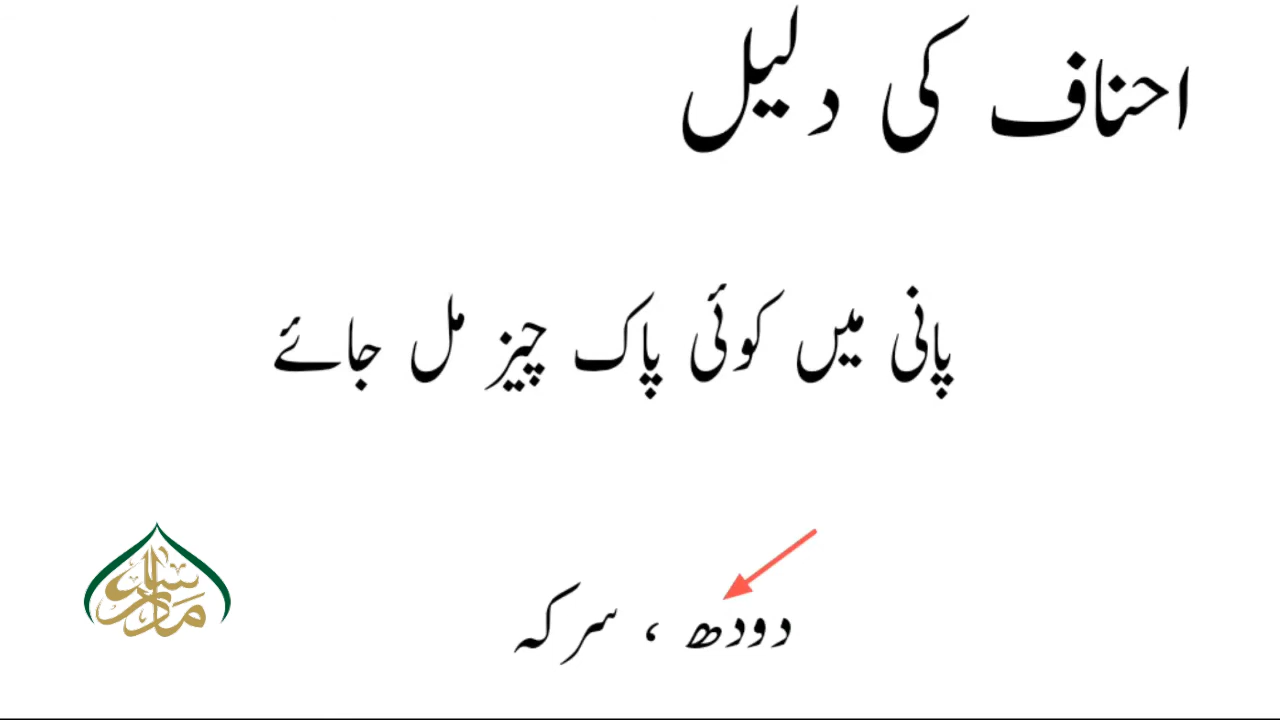 احناف کی دلیل
پانی میں کوئی پاک چیز مل جائے
دودھ ، سرکہ